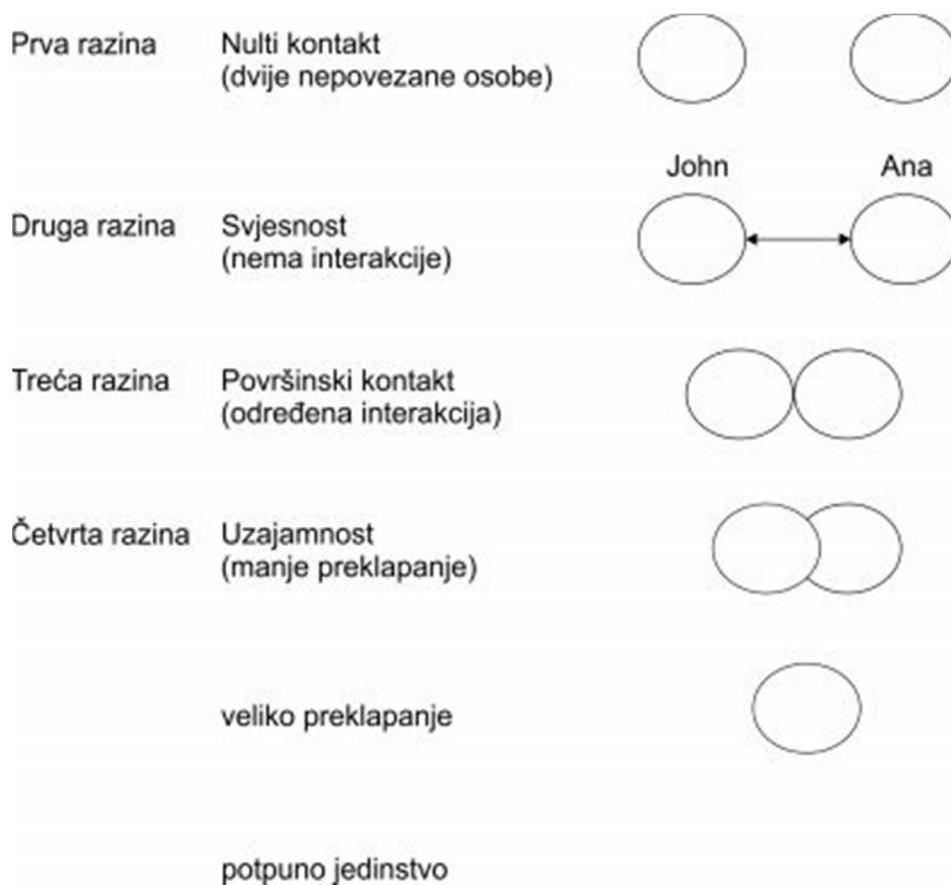 Prva razina
Nulti kontakt
(dvije nepovezane osobe)
John
Ana
Druga razina
Svjesnost
(nema interakcije)
Treća razina
Površinski kontakt
(određena interakcija)
Četvrta razina
Uzajamnost
(manje preklapanje)
veliko preklapanje
potpuno jedinstvo